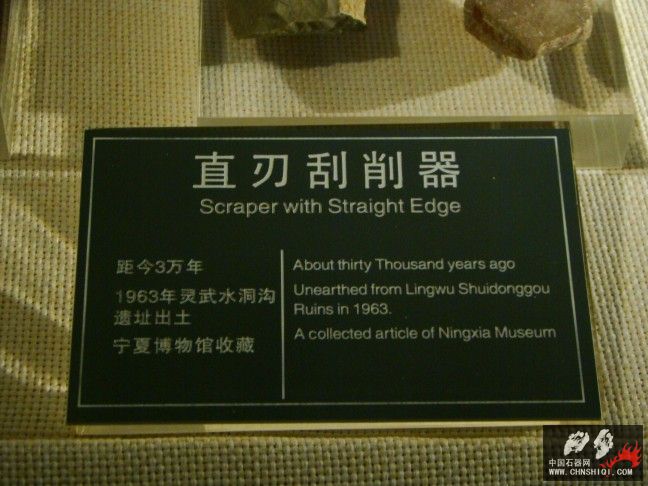 直刃刮削器
Scraper with Straight Edge
距今3万年
1963年灵武水洞沟
遗址出土
宁夏博物馆收藏
About thirty Thousand years ago
Unearthed from Lingwu Shuidonggou
Ruins in 1963.
A collected article of Ningxia Museum
中国石器网
WWW.CHNSHIQI.COM